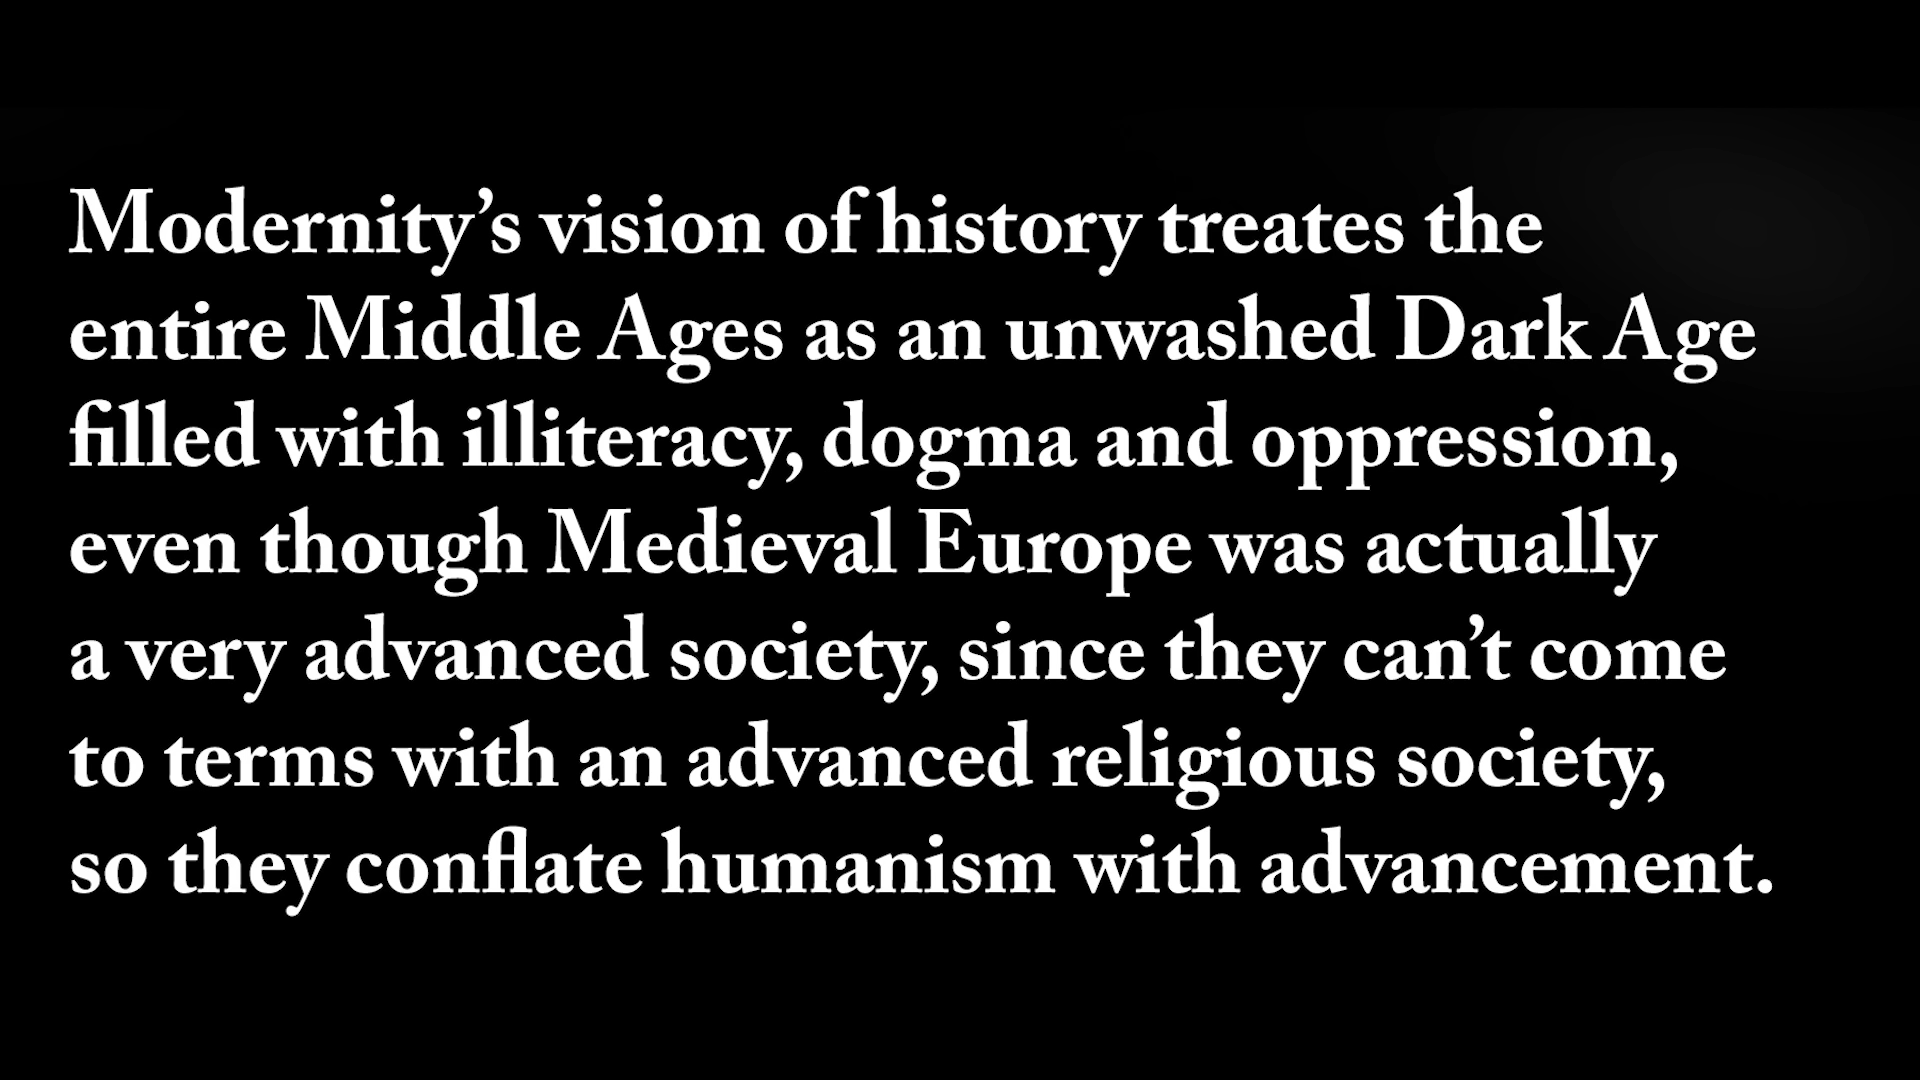 Modernity’s vision of history treates the
entire Middle Ages as an unwashed Dark Age
filled with illiteracy, dogma and oppression,
even though Medieval Europe was actually
a very advanced society, since they can’t come
to terms with an advanced religious society,
so they conflate humanism with advancement.